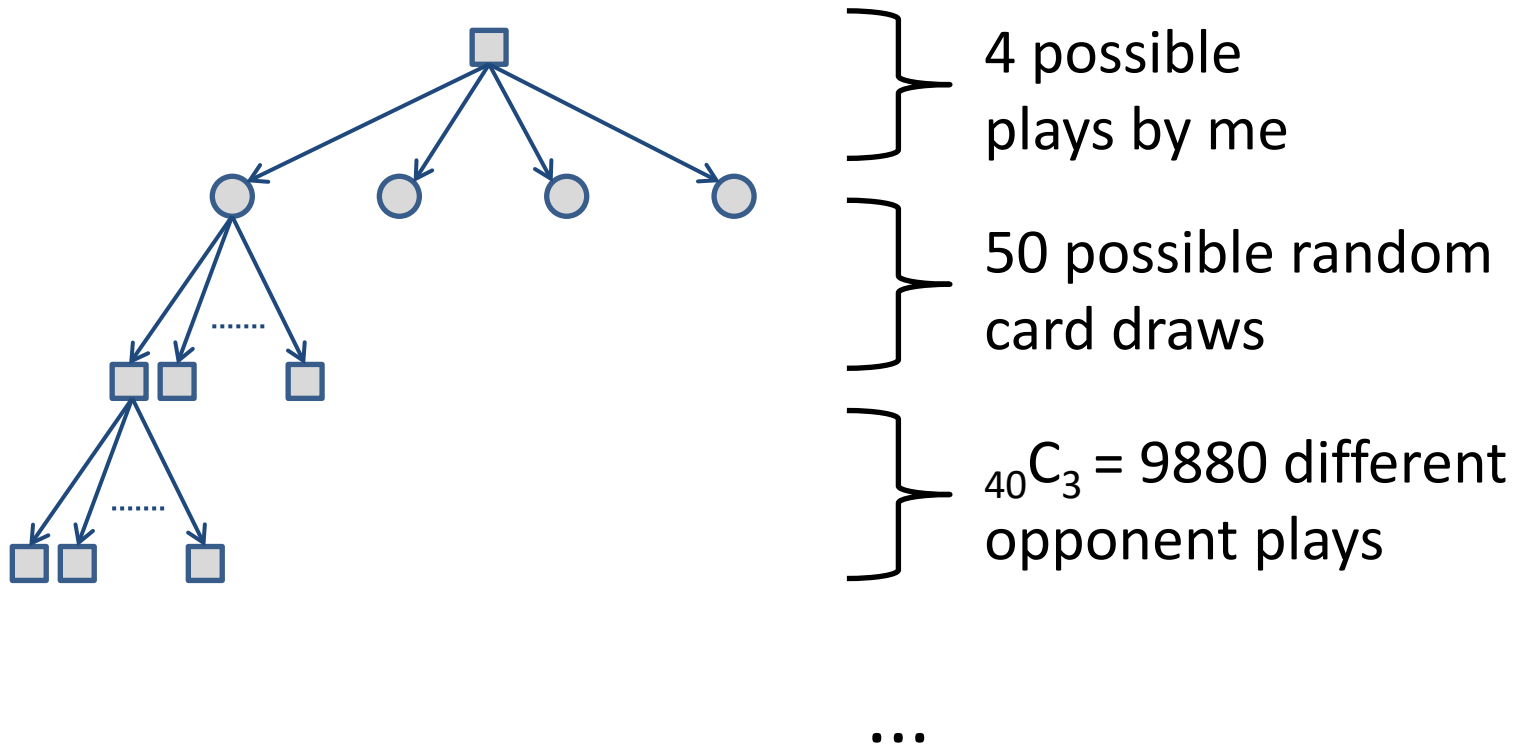 4 possible
plays by me
50 possible random
card draws
₄₀C₃ = 9880 different
opponent plays
...